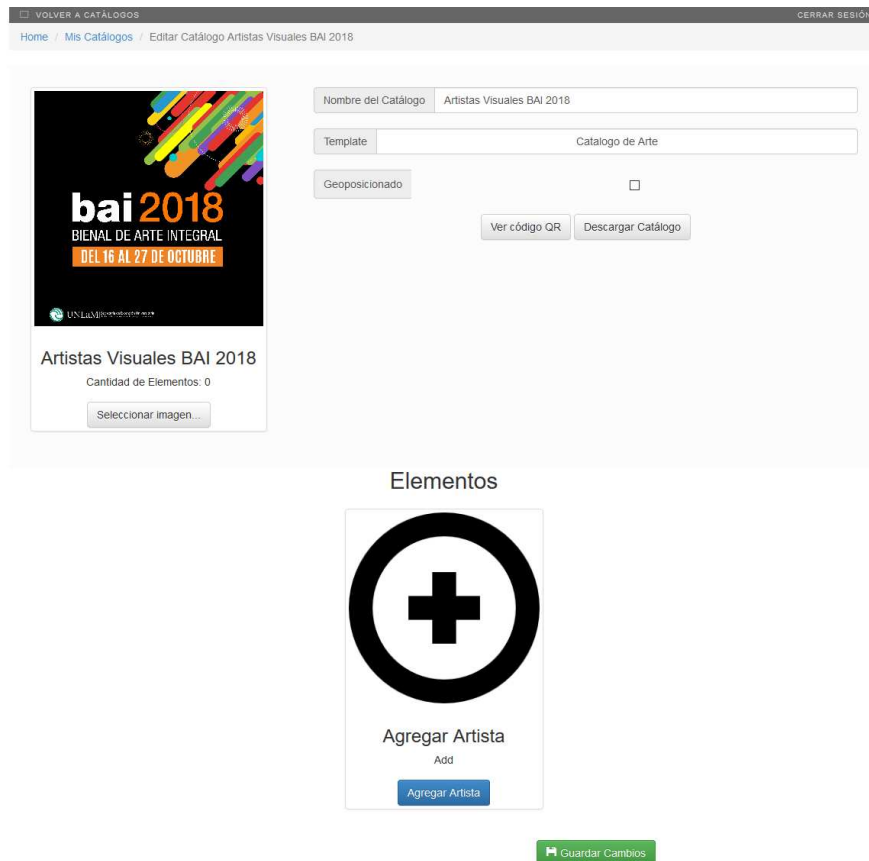 VOLVER A CATÁLOGOS
CERRAR SESIÓN
Home / Mis Catálogos / Editar Catálogo Artistas Visuales BAI 2018
bai 2018
BIENAL DE ARTE INTEGRAL
DEL 16 AL 27 DE OCTUBRE
UNLaM
Artistas Visuales BAI 2018
Cantidad de Elementos: 0
Seleccionar imagen...
Nombre del Catálogo Artistas Visuales BAI 2018
Template Catalogo de Arte
Geoposicionado
Ver código QR Descargar Catálogo
Elementos
Agregar Artista
Add
Agregar Artista
Guardar Cambios